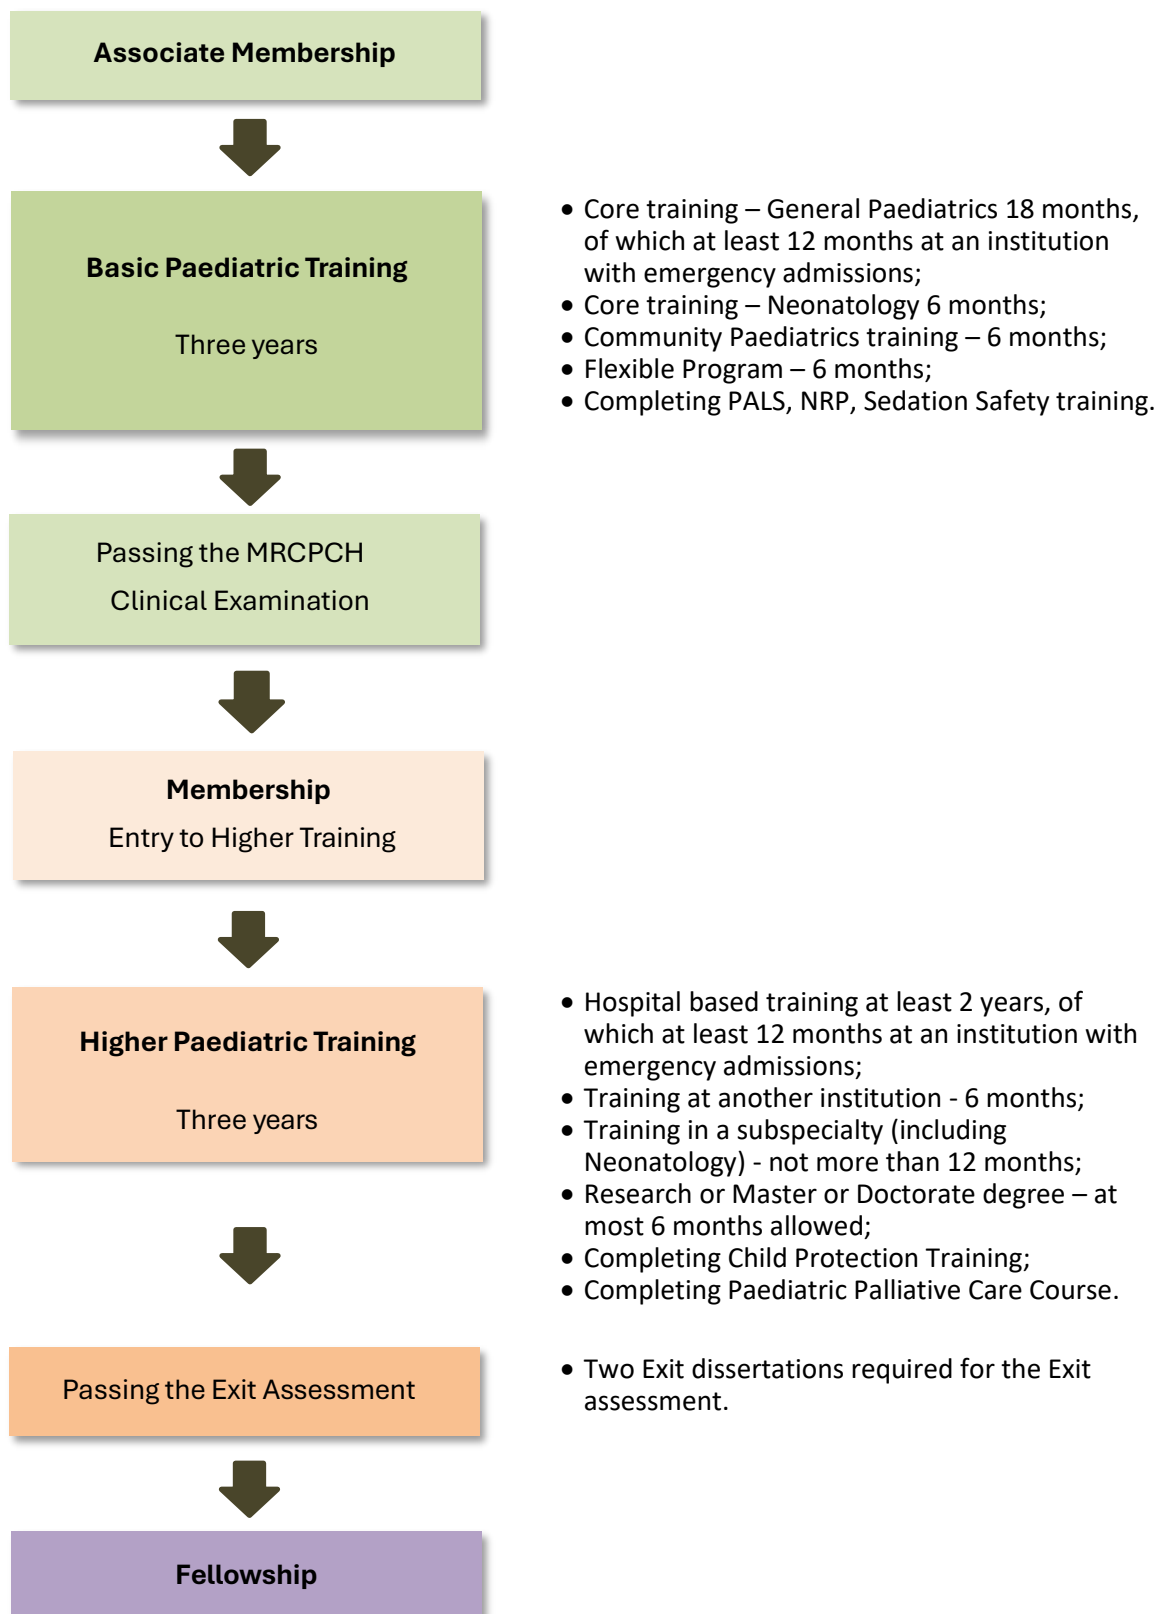 Associate Membership
Basic Paediatric Training
Three years
• Core training – General Paediatrics 18 months,
of which at least 12 months at an institution
with emergency admissions;
• Core training – Neonatology 6 months;
• Community Paediatrics training – 6 months;
• Flexible Program – 6 months;
• Completing PALS, NRP, Sedation Safety training.
Passing the MRCPCH
Clinical Examination
Membership
Entry to Higher Training
Higher Paediatric Training
Three years
• Hospital based training at least 2 years, of
which at least 12 months at an institution with
emergency admissions;
• Training at another institution - 6 months;
• Training in a subspecialty (including
Neonatology) - not more than 12 months;
• Research or Master or Doctorate degree – at
most 6 months allowed;
• Completing Child Protection Training;
• Completing Paediatric Palliative Care Course.
Passing the Exit Assessment
• Two Exit dissertations required for the Exit
assessment.
Fellowship